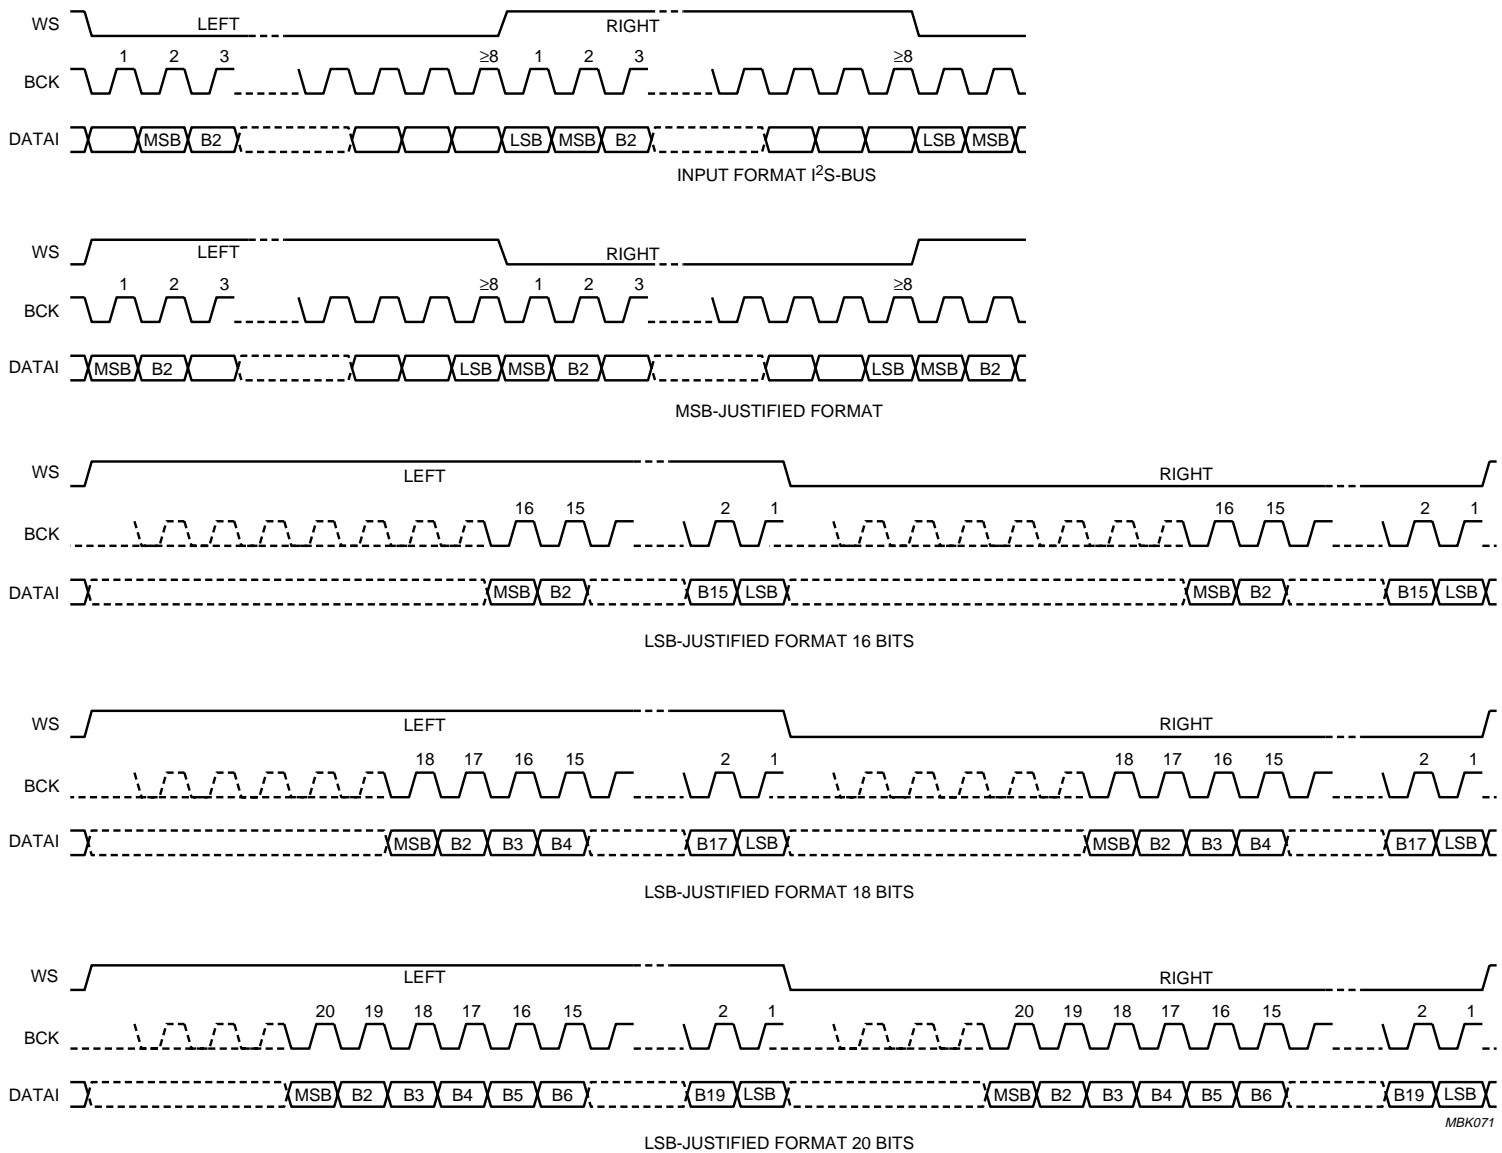 WS LEFT RIGHT
1 2 3 ≥8 1 2 3 ≥8
BCK
DATAI MSB B2 LSB MSB B2 LSB MSB
INPUT FORMAT I²S-BUS
WS LEFT RIGHT
1 2 3 ≥8 1 2 3 ≥8
BCK
DATAI MSB B2 LSB MSB B2 LSB MSB B2
MSB-JUSTIFIED FORMAT
WS LEFT RIGHT
16 15 2 1 16 15 2 1
BCK
DATAI MSB B2 B15 LSB MSB B2 B15 LSB
LSB-JUSTIFIED FORMAT 16 BITS
WS LEFT RIGHT
18 17 16 15 2 1 18 17 16 15 2 1
BCK
DATAI MSB B2 B3 B4 B17 LSB MSB B2 B3 B4 B17 LSB
LSB-JUSTIFIED FORMAT 18 BITS
WS LEFT RIGHT
20 19 18 17 16 15 2 1 20 19 18 17 16 15 2 1
BCK
DATAI MSB B2 B3 B4 B5 B6 B19 LSB MSB B2 B3 B4 B5 B6 B19 LSB
MBK071
LSB-JUSTIFIED FORMAT 20 BITS